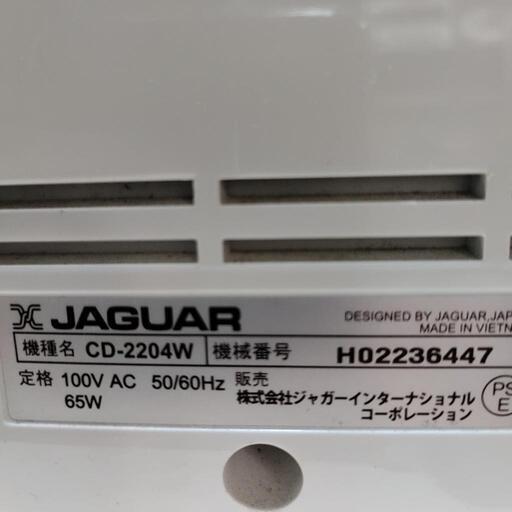 JAGUAR
DESIGNED BY JAGUAR,JAP
MADE IN VIETN
機種名 CD-2204W 機械番号 H02236447
定格 100V AC 50/60Hz 販売
65W 株式会社ジャガーインターナショナル
コーポレーション
PS
E